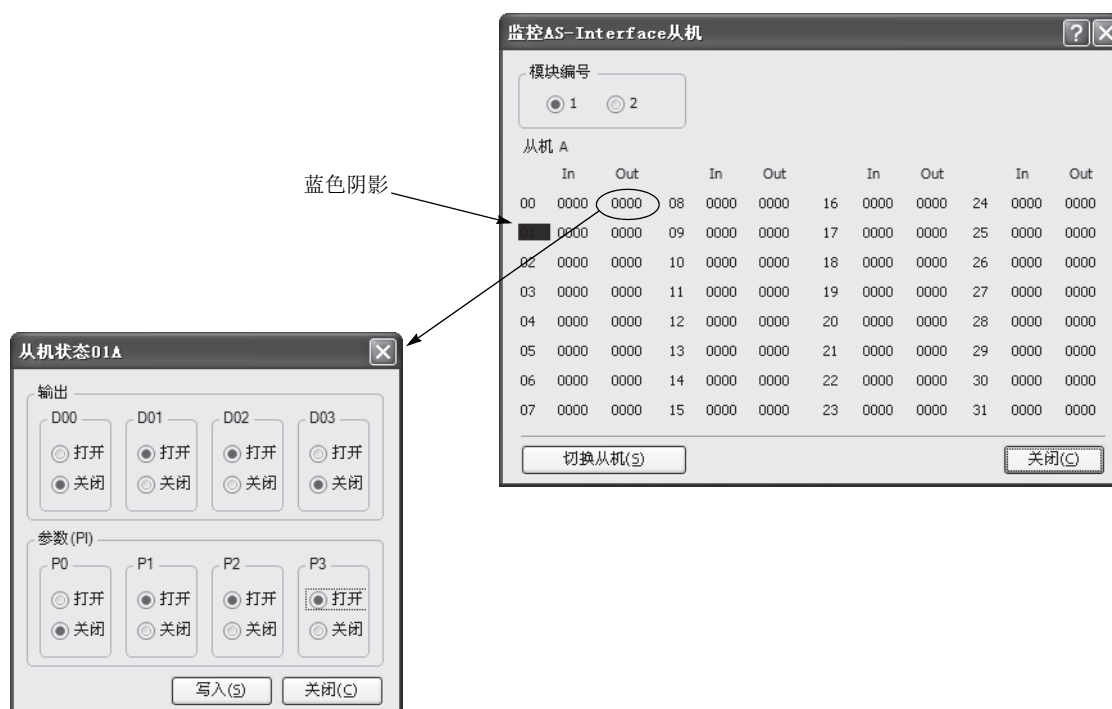 监控AS-Interface从机
模块编号
1 2
从机 A
In Out In Out In Out In Out
00 0000 0000 08 0000 0000 16 0000 0000 24 0000 0000
01 0000 0000 09 0000 0000 17 0000 0000 25 0000 0000
02 0000 0000 10 0000 0000 18 0000 0000 26 0000 0000
03 0000 0000 11 0000 0000 19 0000 0000 27 0000 0000
04 0000 0000 12 0000 0000 20 0000 0000 28 0000 0000
05 0000 0000 13 0000 0000 21 0000 0000 29 0000 0000
06 0000 0000 14 0000 0000 22 0000 0000 30 0000 0000
07 0000 0000 15 0000 0000 23 0000 0000 31 0000 0000
切换从机(S) 关闭(C)
蓝色阴影
从机状态01A
输出
D00 D01 D02 D03
打开 打开 打开 打开
关闭 关闭 关闭 关闭
参数(PI)
P0 P1 P2 P3
打开 打开 打开 打开
关闭 关闭 关闭 关闭
写入(S) 关闭(C)